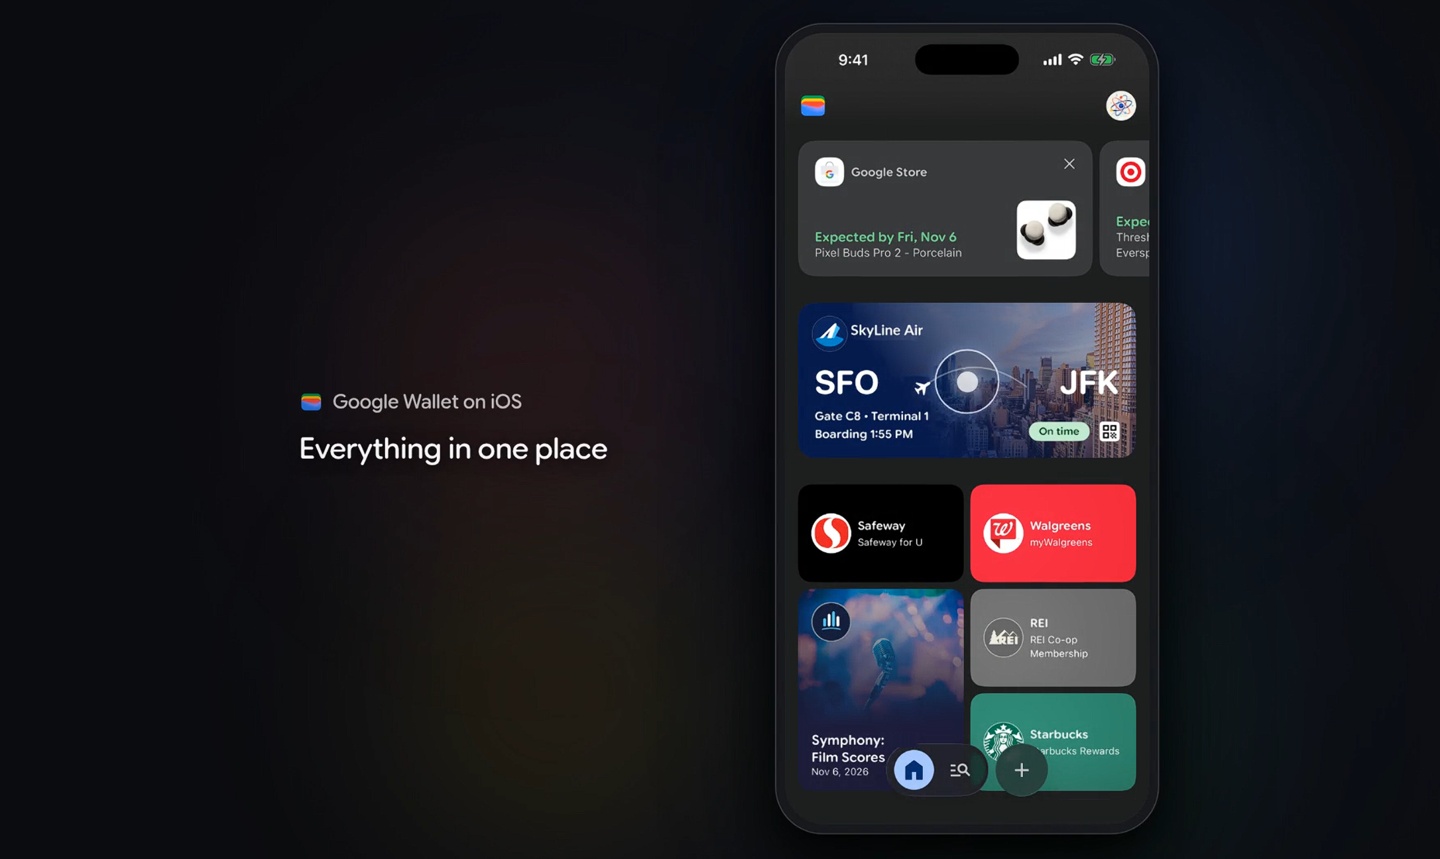 Google Wallet on iOS
Everything in one place
9:41
Google Store
Expected by Fri, Nov 6
Pixel Buds Pro 2 - Porcelain
SkyLine Air
SFO
JFK
Gate C8 • Terminal 1
Boarding 1:55 PM
On time
Safeway
Safeway for U
Walgreens
myWalgreens
REI
REI
REI Co-op
Membership
Symphony:
Film Scores
Nov 6, 2026
Starbucks
Rewards